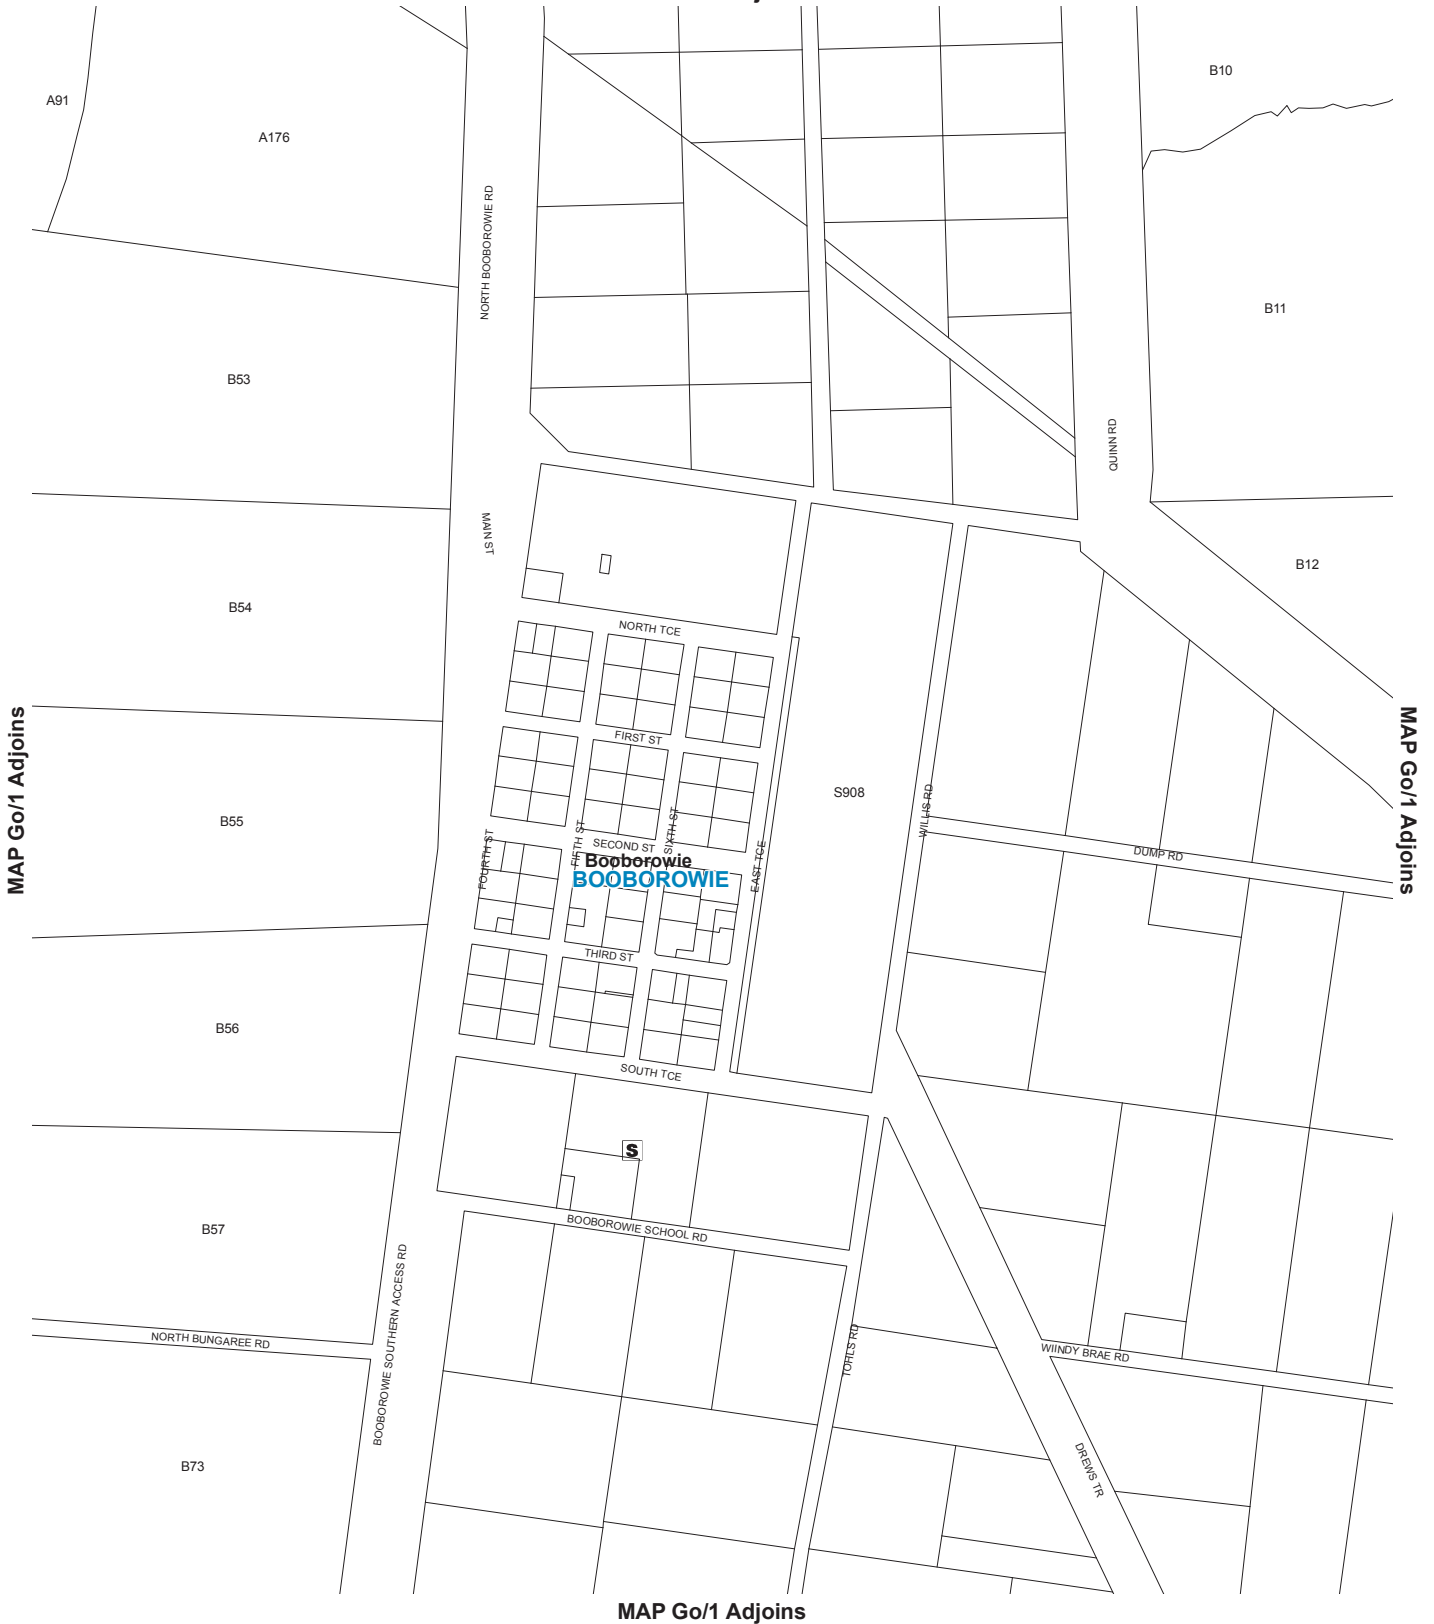 B10
A91
A176
NORTH BOOBOROWIE RD
B11
B53
QUINN RD
MAIN ST
B12
B54
NORTH TCE
MAP Go/1 Adjoins
MAP Go/1 Adjoins
FIRST ST
S908
B55
WILLIS RD
SIXTH ST
FIFTH ST
SECOND ST
FOURTH ST
EAST TCE
DUMP RD
Booborowie
BOOBOROWIE
THIRD ST
B56
SOUTH TCE
S
B57
BOOBOROWIE SCHOOL RD
BOOBOROWIE SOUTHERN ACCESS RD
NORTH BUNGAREE RD
TOHLS RD
WIINDY BRAE RD
B73
DREWS TR
MAP Go/1 Adjoins